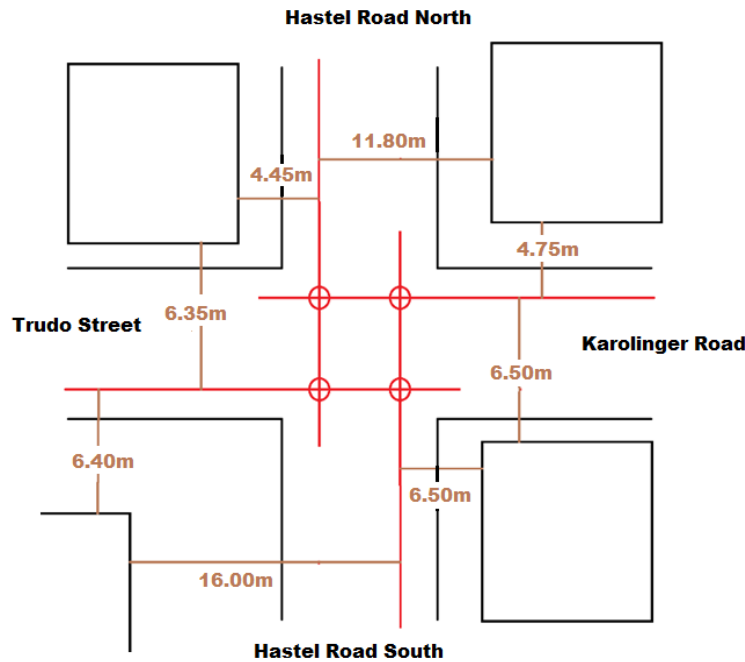 Hastel Road North
11.80m
4.45m
4.75m
6.35m
Trudo Street
Karolinger Road
6.50m
6.40m
6.50m
16.00m
Hastel Road South